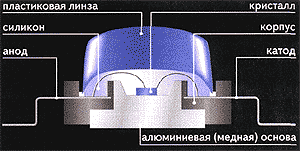 пластиковая линза
кристалл
силикон
корпус
анод
катод
алюминиевая (медная) основа